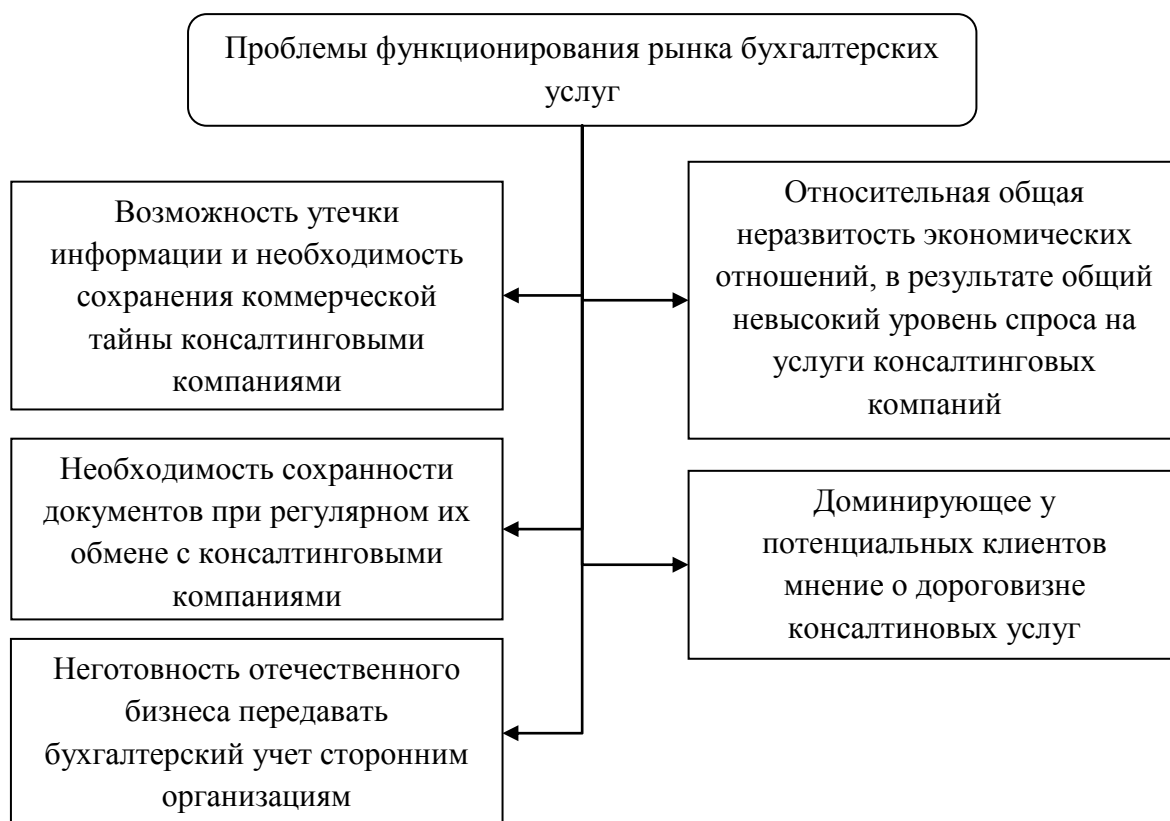 Проблемы функционирования рынка бухгалтерских
услуг
Возможность утечки
информации и необходимость
сохранения коммерческой
тайны консалтинговыми
компаниями
Относительная общая
неразвитость экономических
отношений, в результате общий
невысокий уровень спроса на
услуги консалтинговых
компаний
Необходимость сохранности
документов при регулярном их
обмене с консалтинговыми
компаниями
Доминирующее у
потенциальных клиентов
мнение о дороговизне
консалтиновых услуг
Неготовность отечественного
бизнеса передавать
бухгалтерский учет сторонним
организациям